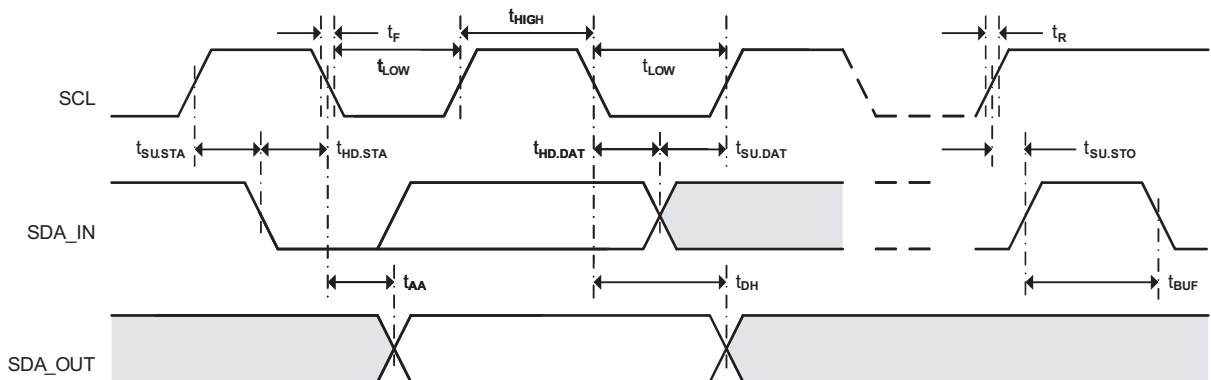 tHIGH
tF
tR
tLOW
tLOW
SCL
tSU.STA
tHD.STA
tHD.DAT
tSU.DAT
tSU.STO
SDA_IN
tAA
tDH
tBUF
SDA_OUT